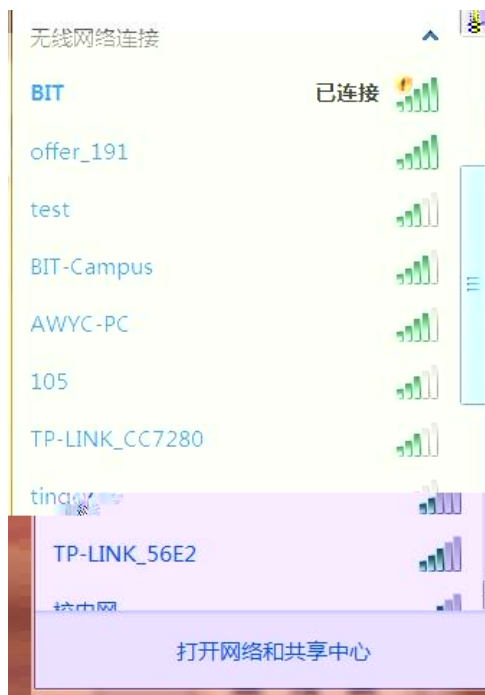 无线网络连接
BIT 已连接
offer_191
test
BIT-Campus
AWYC-PC
105
TP-LINK_CC7280
TP-LINK_56E2
打开网络和共享中心